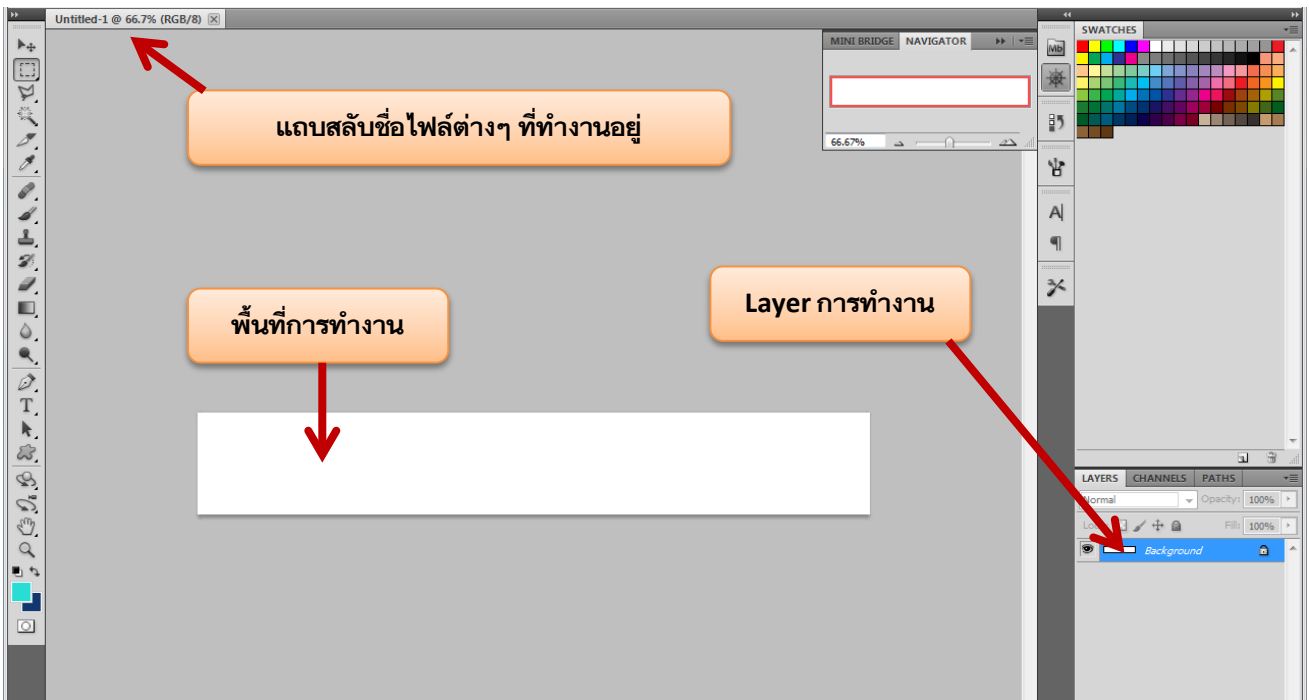 Untitled-1 @ 66.7% (RGB/8)
แถบสลับชื่อไฟล์ต่างๆ ที่ทำงานอยู่
MINI BRIDGE NAVIGATOR
66.67%
Mb
SWATCHES
พื้นที่การทำงาน
Layer การทำงาน
LAYERS CHANNELS PATHS
Normal Opacity: 100%
Fill: 100%
Background